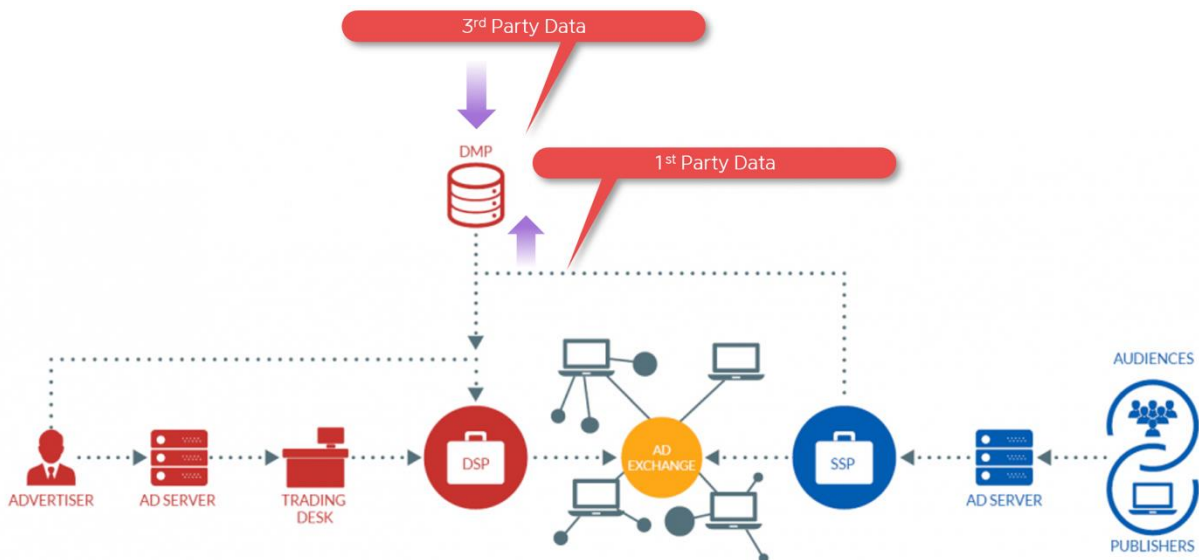 3rd Party Data
DMP
1st Party Data
AUDIENCES
DSP
AD
EXCHANGE
SSP
ADVERTISER
AD SERVER
TRADING
DESK
AD SERVER
PUBLISHERS